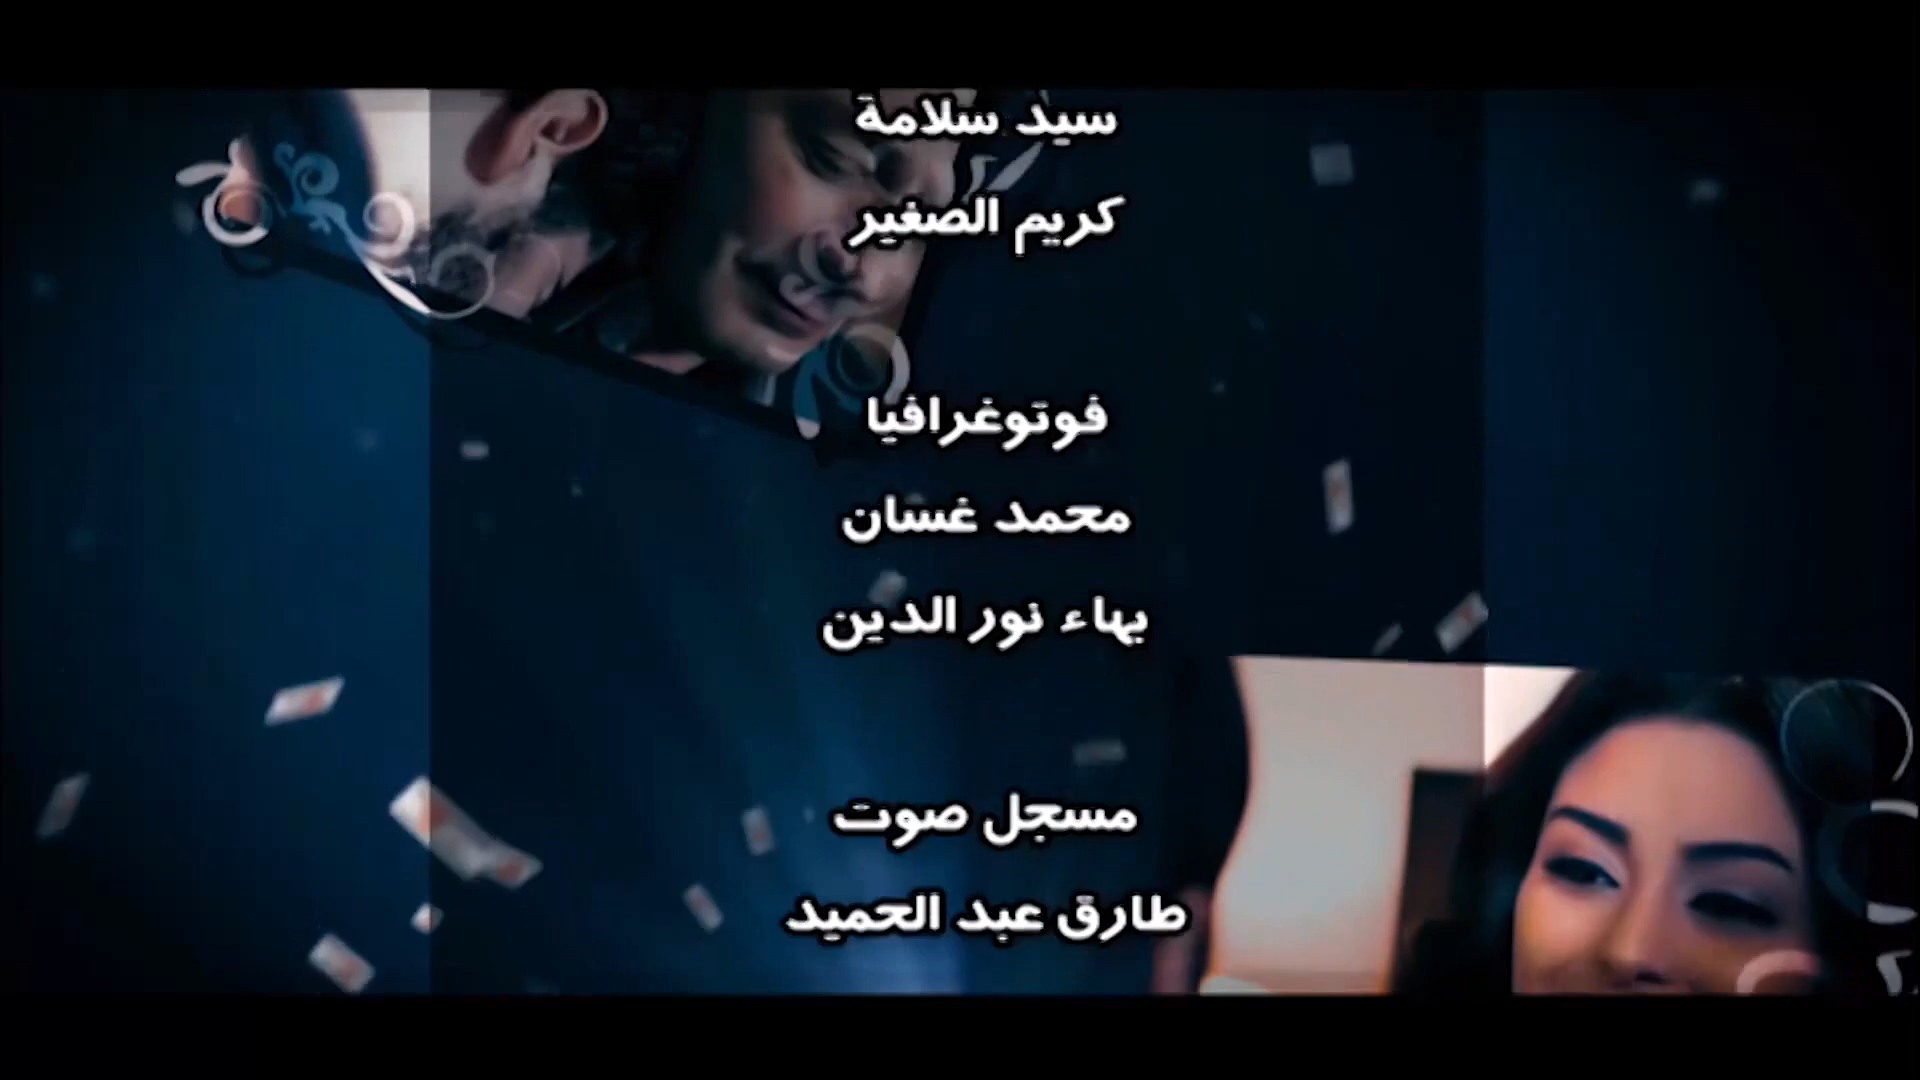 سيد سلامة
كريم الصغير
فوتوغرافيا
محمد غسان
بهاء نور الدين
مسجل صوت
طارق عبد الحميد